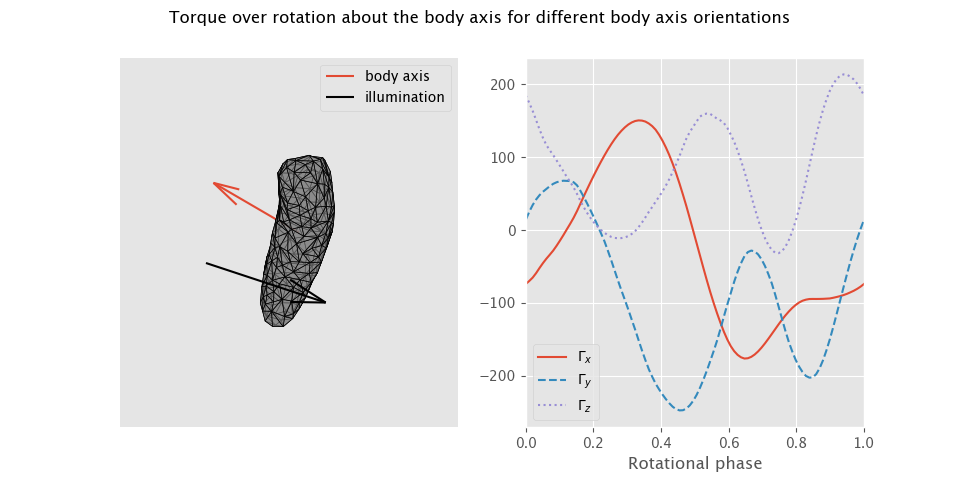 Torque over rotation about the body axis for different body axis orientations
body axis
illumination
200
100
0
−100
−200
Γx
Γy
Γz
0.0 0.2 0.4 0.6 0.8 1.0
Rotational phase